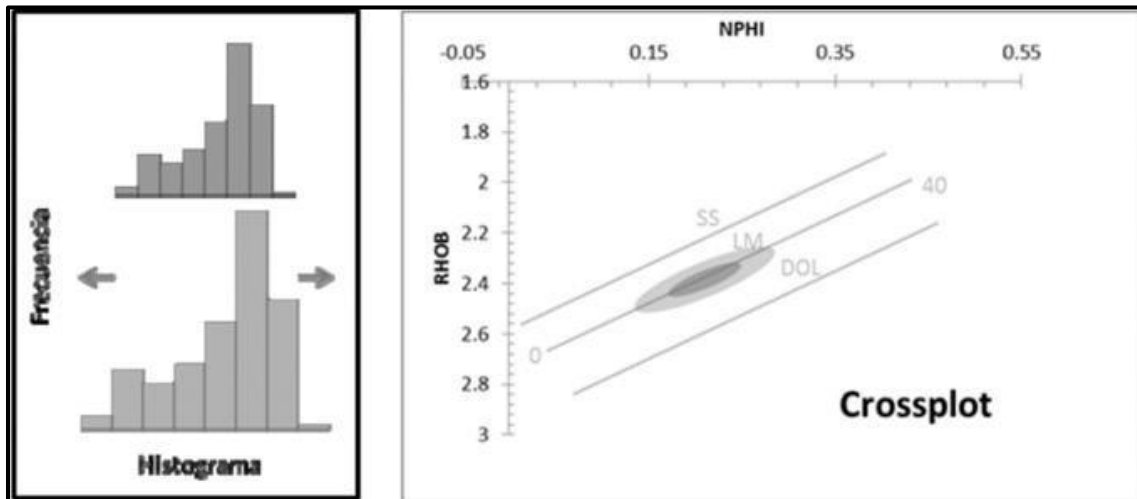 Frecuencia
Histograma
NPHI
-0.05 0.15 0.35 0.55
RHOB
1.6
1.8
2
2.2
2.4
2.6
2.8
3
SS
LM
DOL
40
0
Crossplot